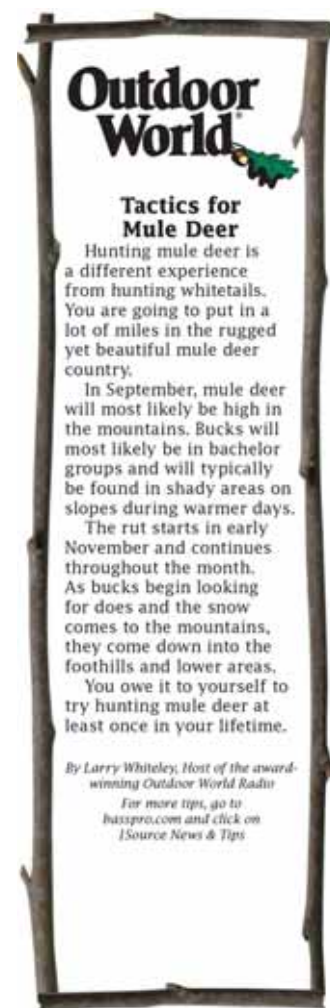 Outdoor
World®
Tactics for
Mule Deer
Hunting mule deer is
a different experience
from hunting whitetails.
You are going to put in a
lot of miles in the rugged
yet beautiful mule deer
country.
In September, mule deer
will most likely be high in
the mountains. Bucks will
most likely be in bachelor
groups and will typically
be found in shady areas on
slopes during warmer days.
The rut starts in early
November and continues
throughout the month.
As bucks begin looking
for does and the snow
comes to the mountains,
they come down into the
foothills and lower areas.
You owe it to yourself to
try hunting mule deer at
least once in your lifetime.
By Larry Whiteley, Host of the award-
winning Outdoor World Radio
For more tips, go to
basspro.com and click on
1Source News & Tips